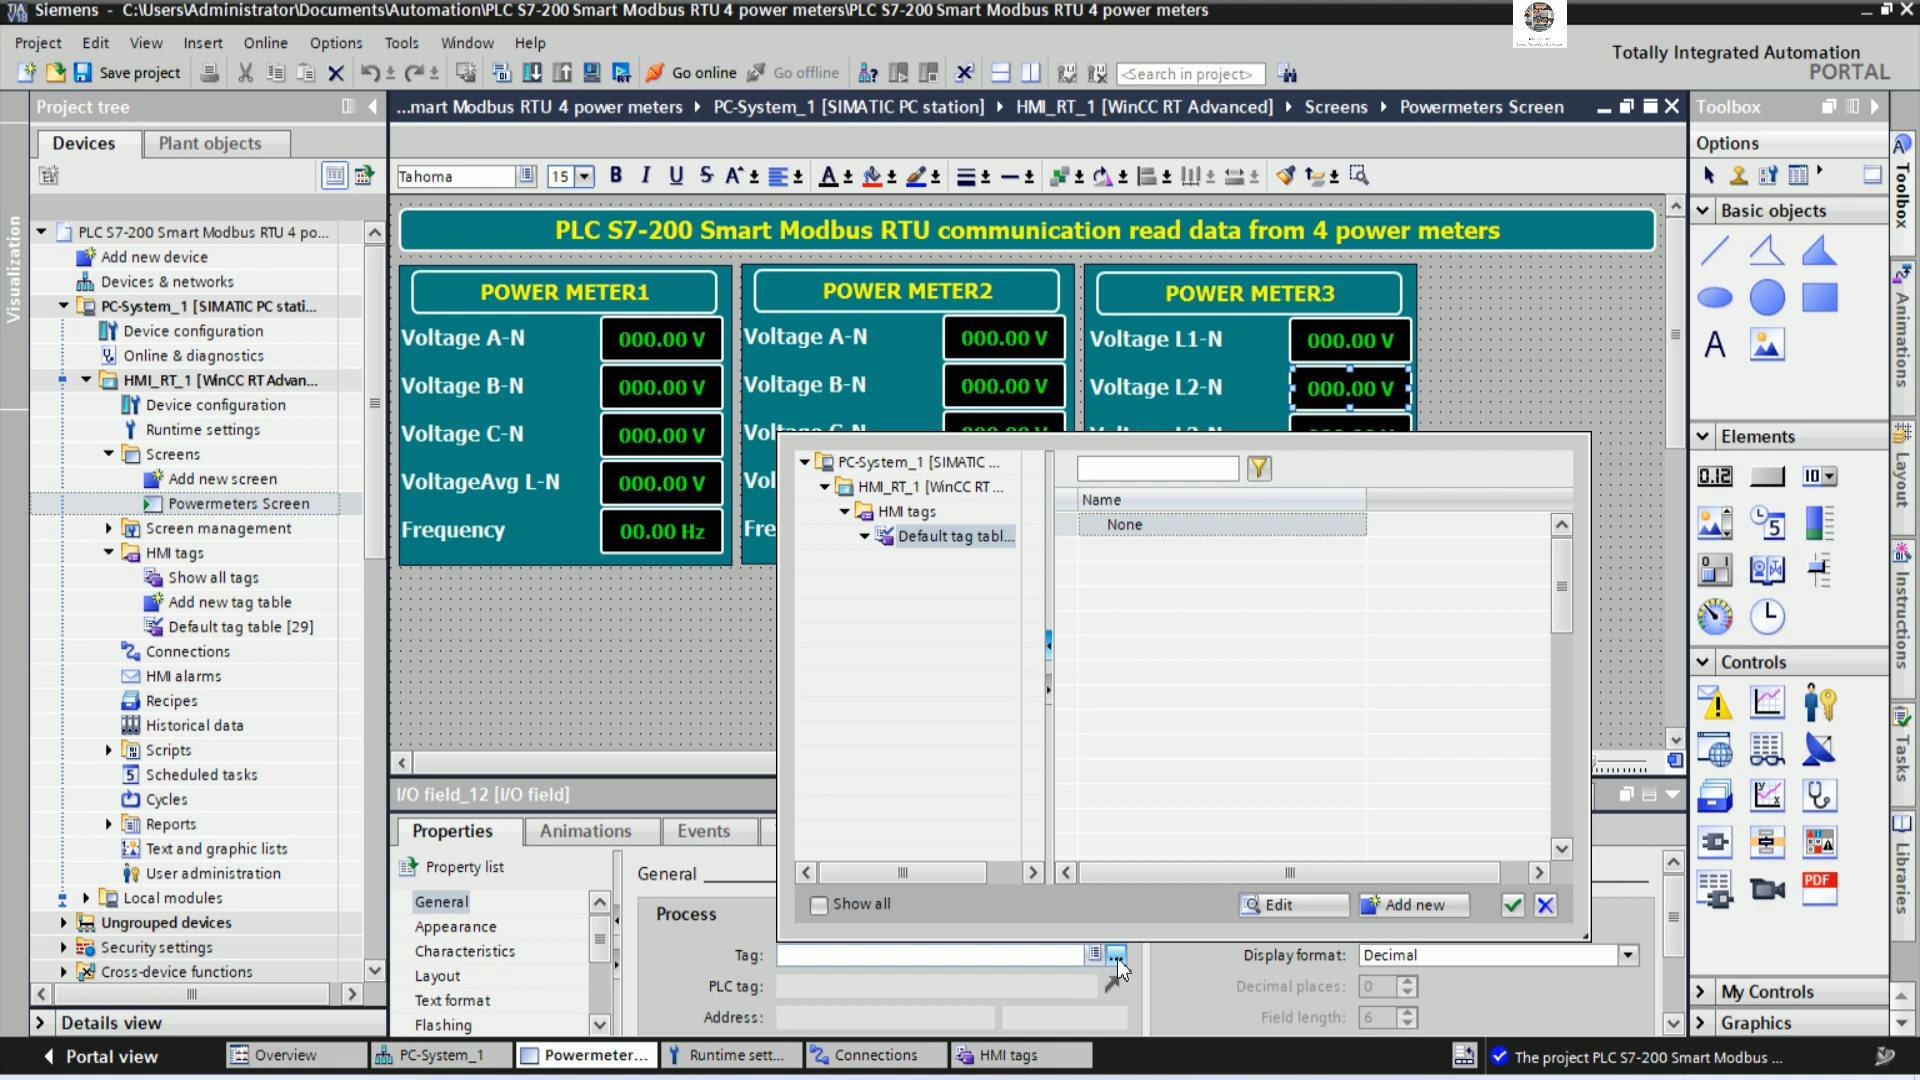 Siemens - C:\Users\Administrator\Documents\Automation\PLC S7-200 Smart Modbus RTU 4 power meters\PLC S7-200 Smart Modbus RTU 4 power meters
Project Edit View Insert Online Options Tools Window Help
Totally Integrated Automation
PORTAL
Save project
Go online
Go offline
<Search in project>
Project tree
...mart Modbus RTU 4 power meters PC-System_1 [SIMATIC PC station] HMI_RT_1 [WinCC RT Advanced] Screens Powermeters Screen
Toolbox
Devices
Plant objects
Options
Tahoma
15
B I U S A
Visualization
PLC S7-200 Smart Modbus RTU 4 po...
Add new device
Devices & networks
PC-System_1 [SIMATIC PC stati...
Device configuration
Online & diagnostics
HMI_RT_1 [WinCC RT Advan...
Device configuration
Runtime settings
Screens
Add new screen
Powermeters Screen
Screen management
HMI tags
Show all tags
Add new tag table
Default tag table [29]
Connections
HMI alarms
Recipes
Historical data
Scripts
Scheduled tasks
Cycles
Reports
Text and graphic lists
User administration
Local modules
Ungrouped devices
Security settings
Cross-device functions
Details view
PLC S7-200 Smart Modbus RTU communication read data from 4 power meters
POWER METER1
Voltage A-N 000.00 V
Voltage B-N 000.00 V
Voltage C-N 000.00 V
VoltageAvg L-N 000.00 V
Frequency 00.00 Hz
POWER METER2
Voltage A-N 000.00 V
Voltage B-N 000.00 V
POWER METER3
Voltage L1-N 000.00 V
Voltage L2-N 000.00 V
PC-System_1 [SIMATIC ...
HMI_RT_1 [WinCC RT ...
HMI tags
Default tag tabl...
Name
None
Show all
Edit
Add new
I/O field_12 [I/O field]
Properties
Animations
Events
Property list
General
Appearance
Characteristics
Layout
Text format
Flashing
General
Process
Tag:
PLC tag:
Address:
Display format: Decimal
Decimal places: 0
Field length: 6
Basic objects
Elements
Controls
My Controls
Graphics
Toolbox
Animations
Layout
Instructions
Tasks
Libraries
Portal view
Overview
PC-System_1
Powermeter...
Runtime sett...
Connections
HMI tags
The project PLC S7-200 Smart Modbus ...